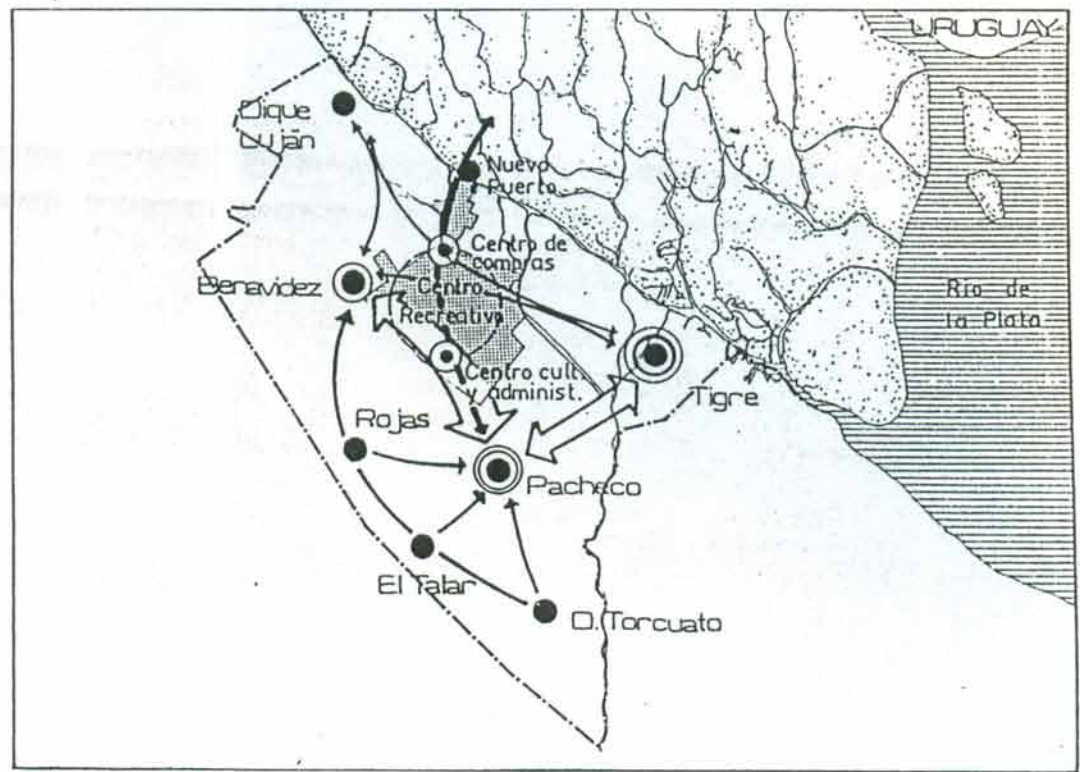 URUGUAY
Dique
Luján
Nuevo
Puerto
Centro de
compras
Benavidez
Centro
Recreativo
Río de
la Plata
Centro cult.
y administ.
Tigre
Rojas
Pacheco
El Talar
D. Torcuato